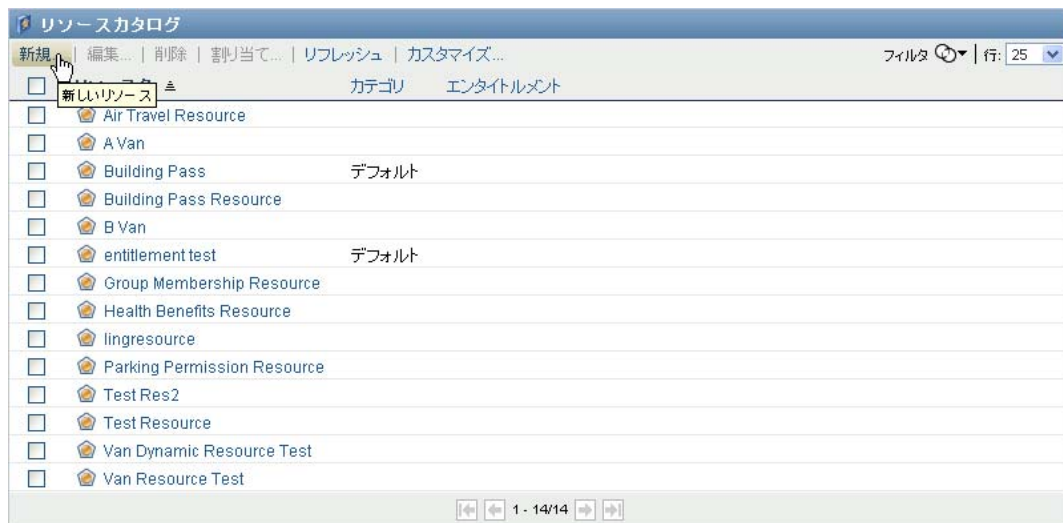 リソースカタログ
新規... | 編集... | 削除 | 割り当て... | リフレッシュ | カスタマイズ... フィルタ 行: 25
カテゴリ エンタイトルメント
新しいリソース
Air Travel Resource
A Van
Building Pass デフォルト
Building Pass Resource
B Van
entitlement test デフォルト
Group Membership Resource
Health Benefits Resource
lingresource
Parking Permission Resource
Test Res2
Test Resource
Van Dynamic Resource Test
Van Resource Test
1 - 14/14